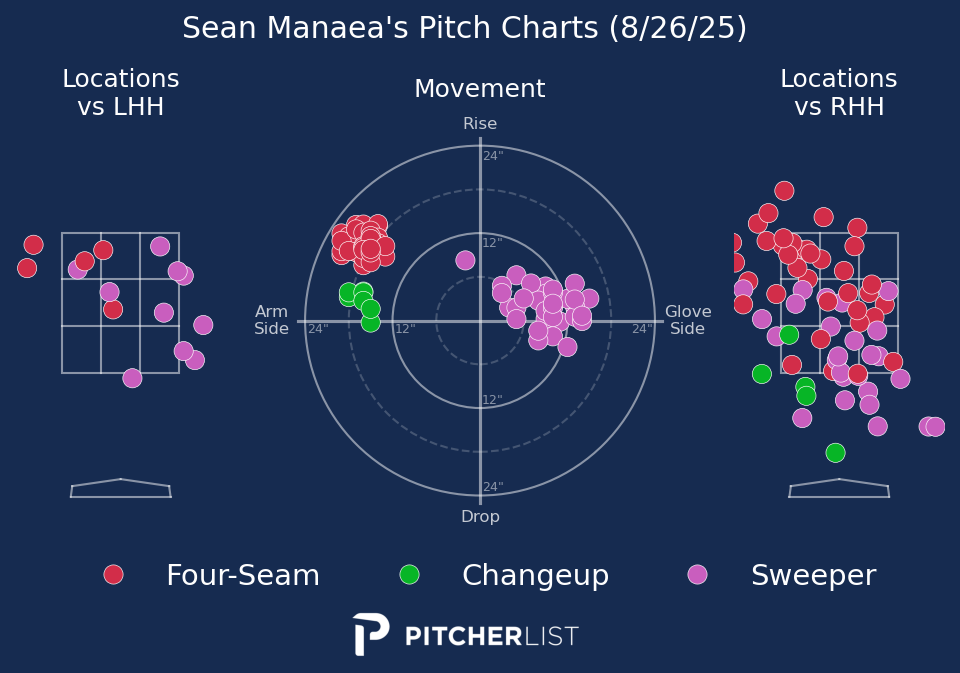 Sean Manaea's Pitch Charts (8/26/25)
Locations
vs LHH
Movement
Locations
vs RHH
Rise
24"
12"
Arm
Side
24"
12"
24"
Glove
Side
12"
24"
Drop
Four-Seam
Changeup
Sweeper
PITCHERLIST